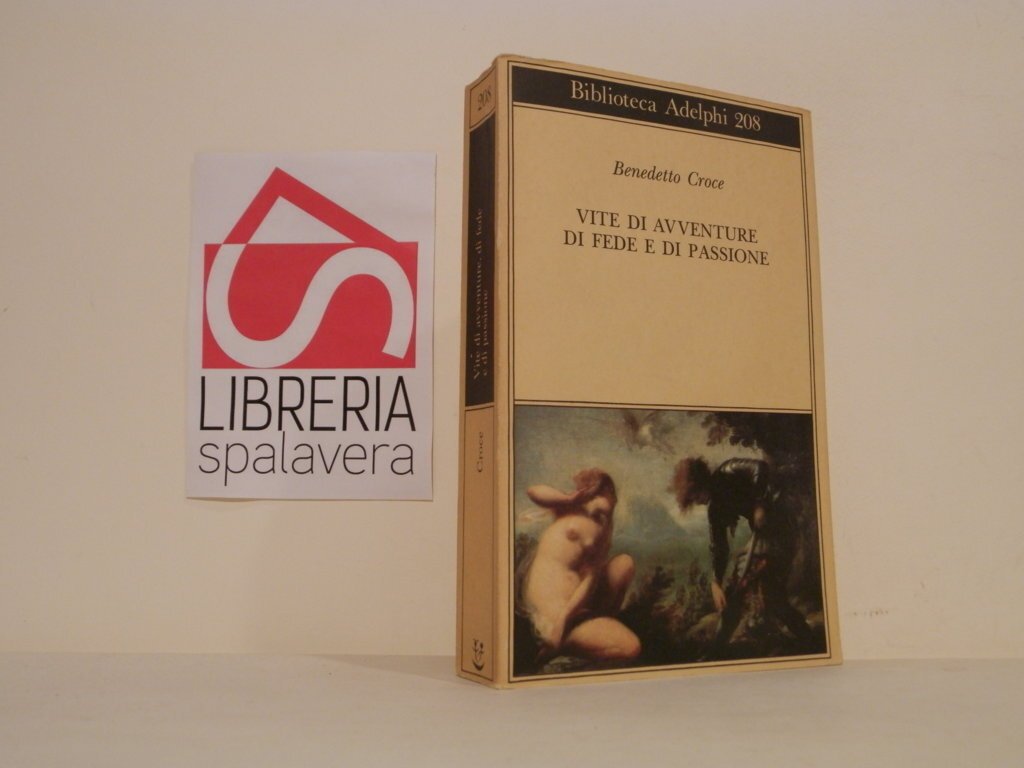 LIBRERIA
spalavera
208
Vite di avventure, di fede
e di passione
Croce
Biblioteca Adelphi 208
Benedetto Croce
VITE DI AVVENTURE
DI FEDE E DI PASSIONE